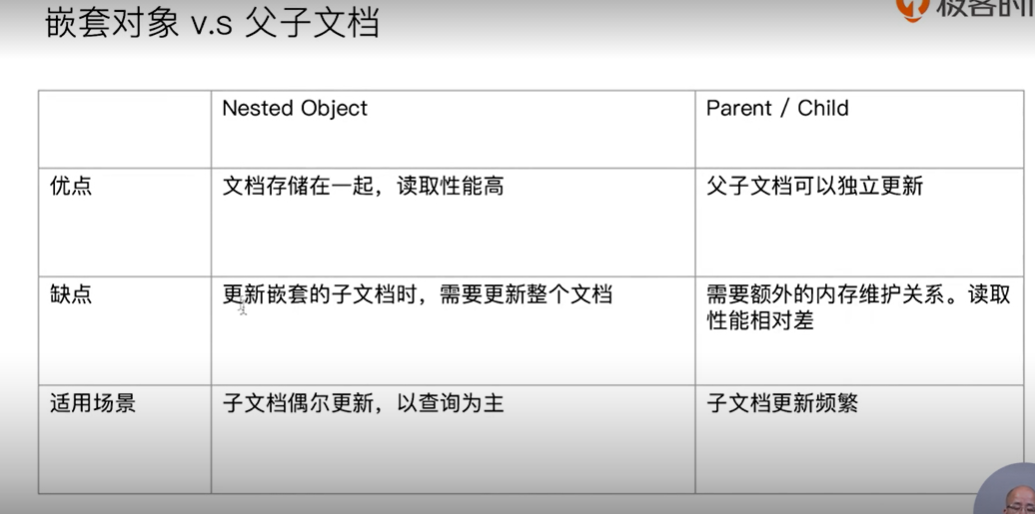 嵌套对象 v.s 父子文档
极客时
Nested Object
Parent / Child
优点
文档存储在一起，读取性能高
父子文档可以独立更新
缺点
更新嵌套的子文档时，需要更新整个文档
需要额外的内存维护关系。读取
性能相对差
适用场景
子文档偶尔更新，以查询为主
子文档更新频繁